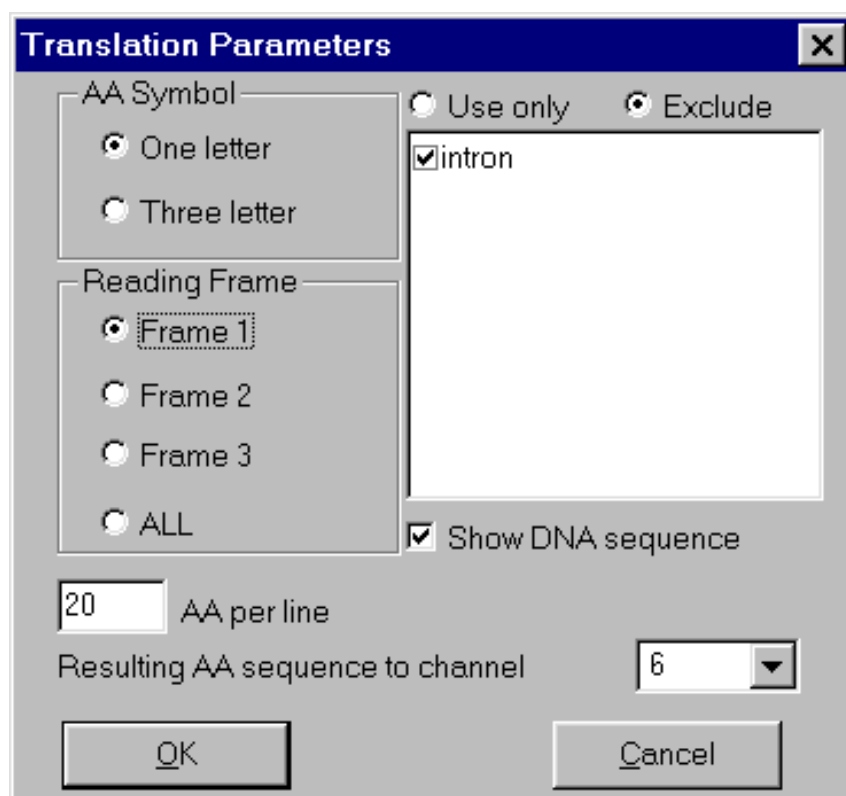 Translation Parameters
AA Symbol
One letter
Three letter
Use only
Exclude
intron
Reading Frame
Frame 1
Frame 2
Frame 3
ALL
Show DNA sequence
20 AA per line
Resulting AA sequence to channel 6
OK
Cancel